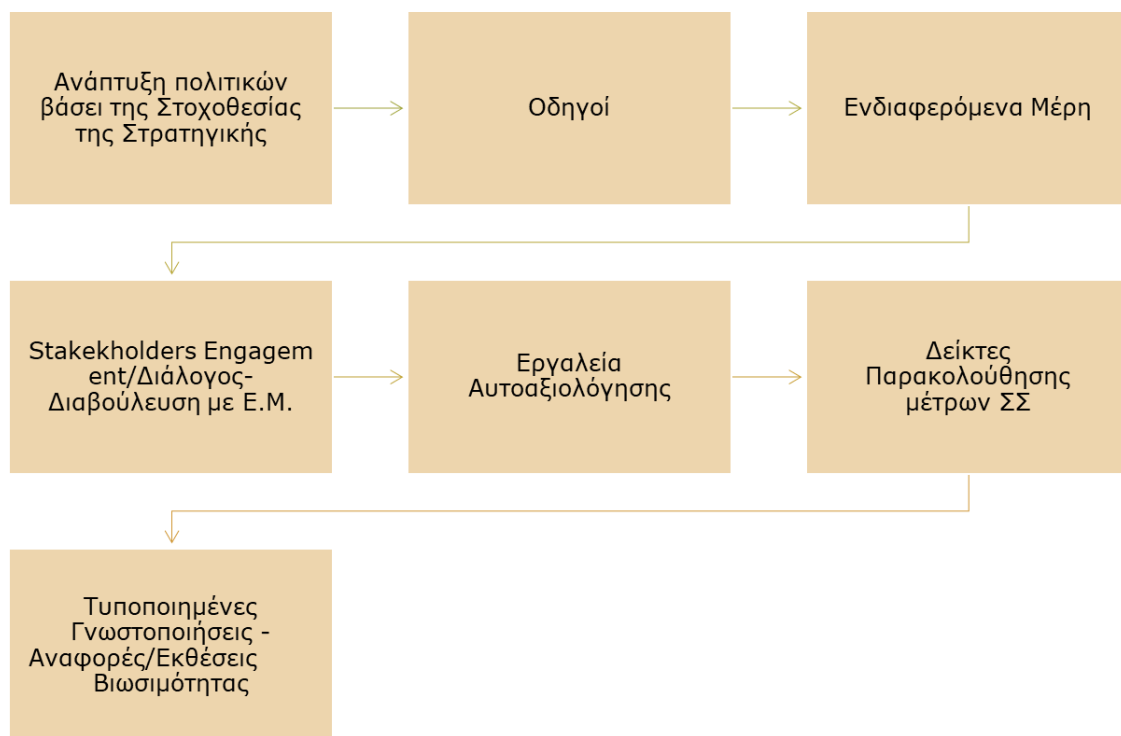 Ανάπτυξη πολιτικών
βάσει της Στοχοθεσίας
της Στρατηγικής
Οδηγοί
Ενδιαφερόμενα Μέρη
Stakekholders Engagem
ent/Διάλογος-
Διαβούλευση με Ε.Μ.
Εργαλεία
Αυτοαξιολόγησης
Δείκτες
Παρακολούθησης
μέτρων ΣΣ
Τυποποιημένες
Γνωστοποιήσεις -
Αναφορές/Εκθέσεις
Βιωσιμότητας